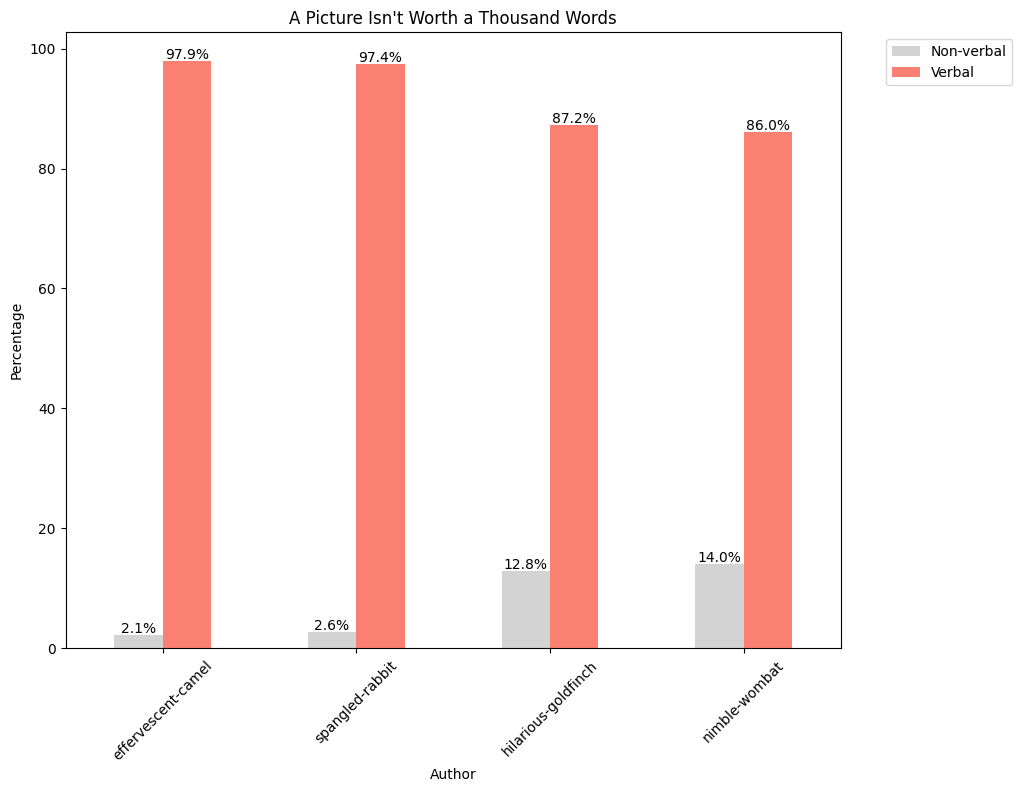 A Picture Isn't Worth a Thousand Words
Non-verbal
Verbal
97.9%
97.4%
87.2%
86.0%
2.1%
2.6%
12.8%
14.0%
100
80
60
40
20
0
Percentage
effervescent-camel
spangled-rabbit
hilarious-goldfinch
nimble-wombat
Author